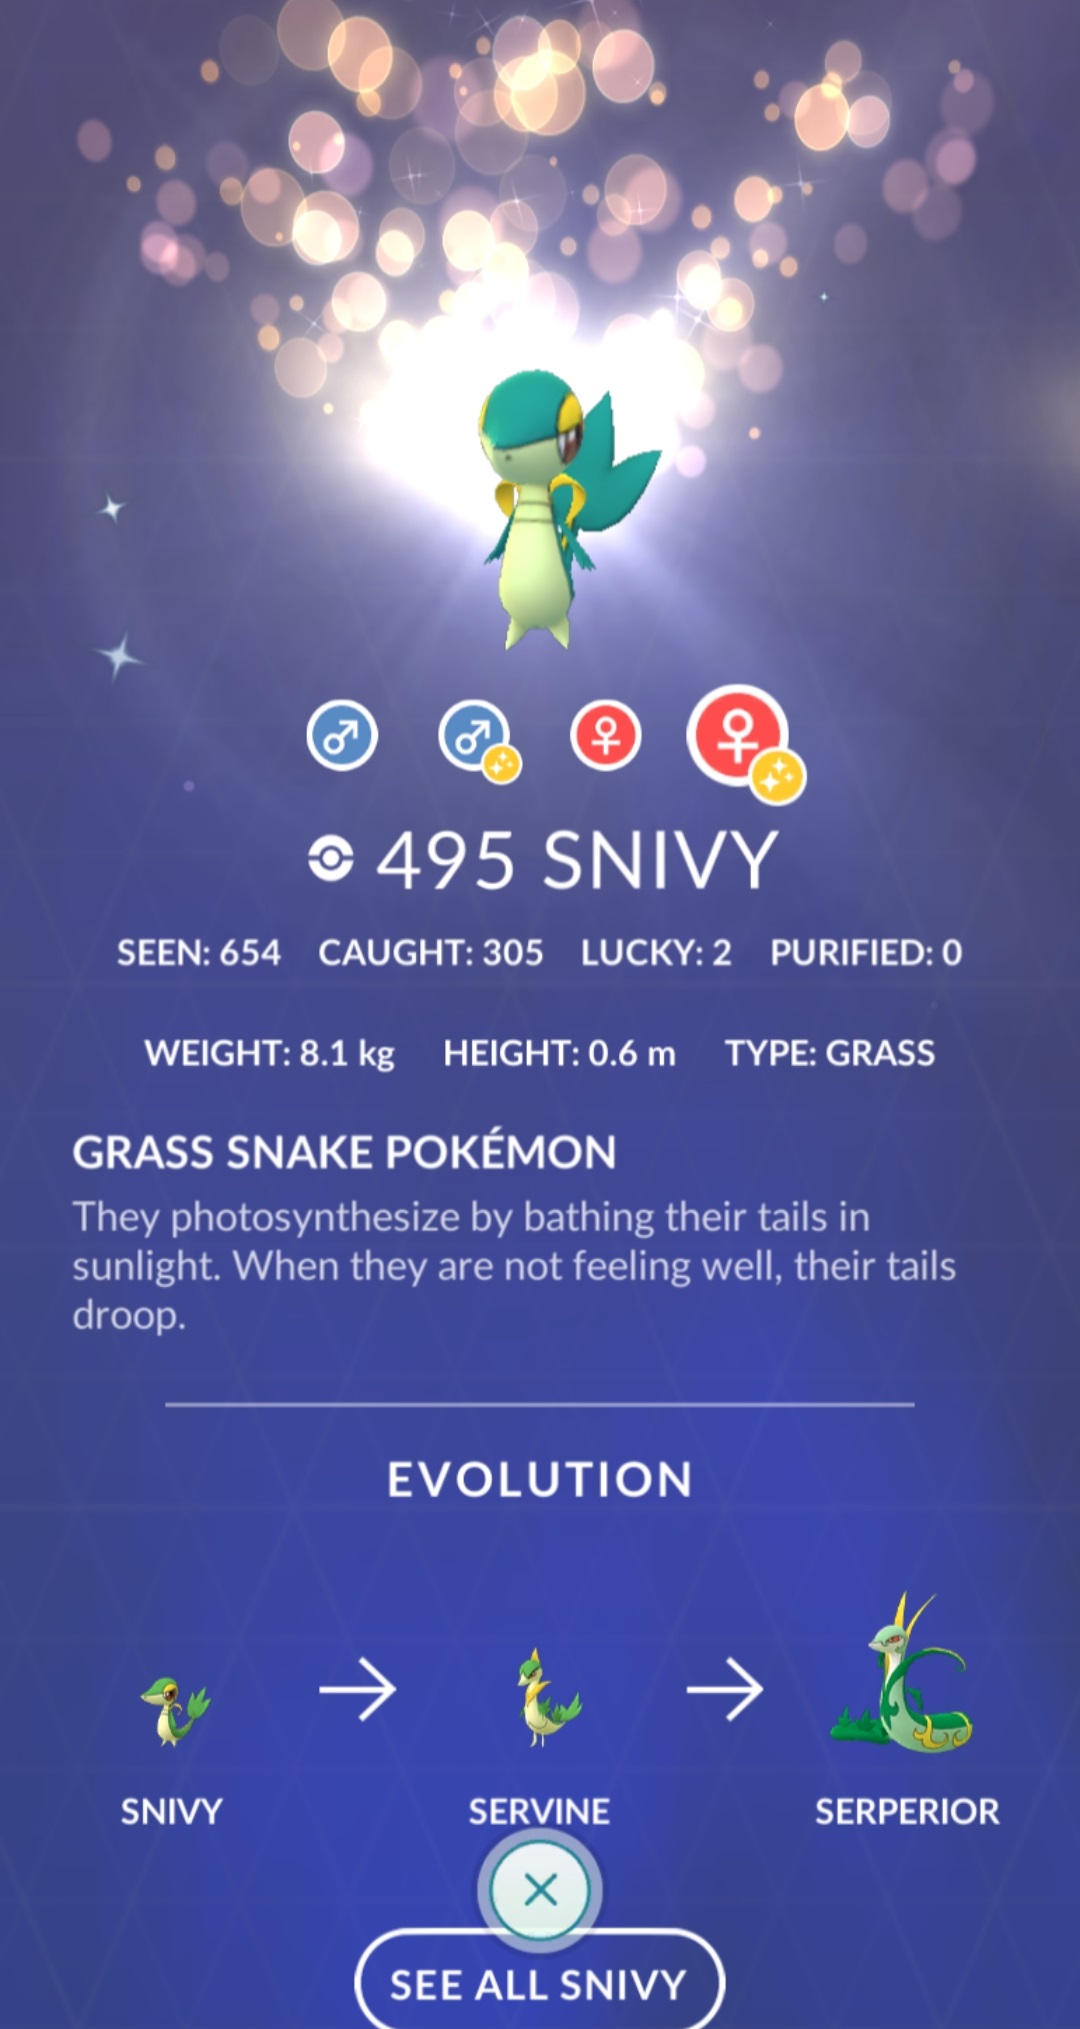 495 SNIVY
SEEN: 654 CAUGHT: 305 LUCKY: 2 PURIFIED: 0
WEIGHT: 8.1 kg HEIGHT: 0.6 m TYPE: GRASS
GRASS SNAKE POKÉMON
They photosynthesize by bathing their tails in
sunlight. When they are not feeling well, their tails
droop.
EVOLUTION
SNIVY SERVINE SERPERIOR
SEE ALL SNIVY